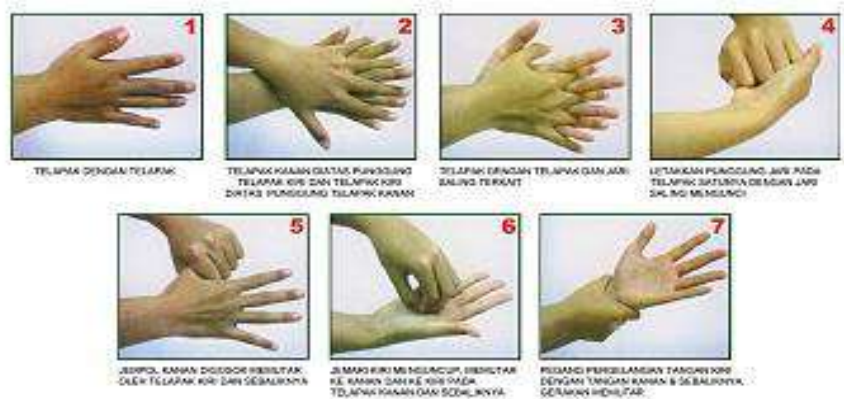 1
TELAPAK DENGAN TELAPAK
2
TELAPAK KANAN DIATAS PUNGGUNG
TELAPAK KIRI DAN TELAPAK KIRI
DIATAS PUNGGUNG TELAPAK KANAN
3
TELAPAK DENGAN TELAPAK DAN JARI
SALING TERKAIT
4
LETAKKAN PUNGGUNG JARI PADA
TELAPAK SATUNYA DENGAN JARI
SALING MENGUNCI
5
JEMPOL KANAN DIGOSOK MEMUTAR
OLEH TELAPAK KIRI DAN SEBALIKNYA
6
JEMARI KIRI MENGUNCUP, MEMUTAR
KE KANAN DAN KE KIRI PADA
TELAPAK KANAN DAN SEBALIKNYA
7
PEGANG PERGELANGAN TANGAN KIRI
DENGAN TANGAN KANAN & SEBALIKNYA,
GERAKAN MEMUTAR